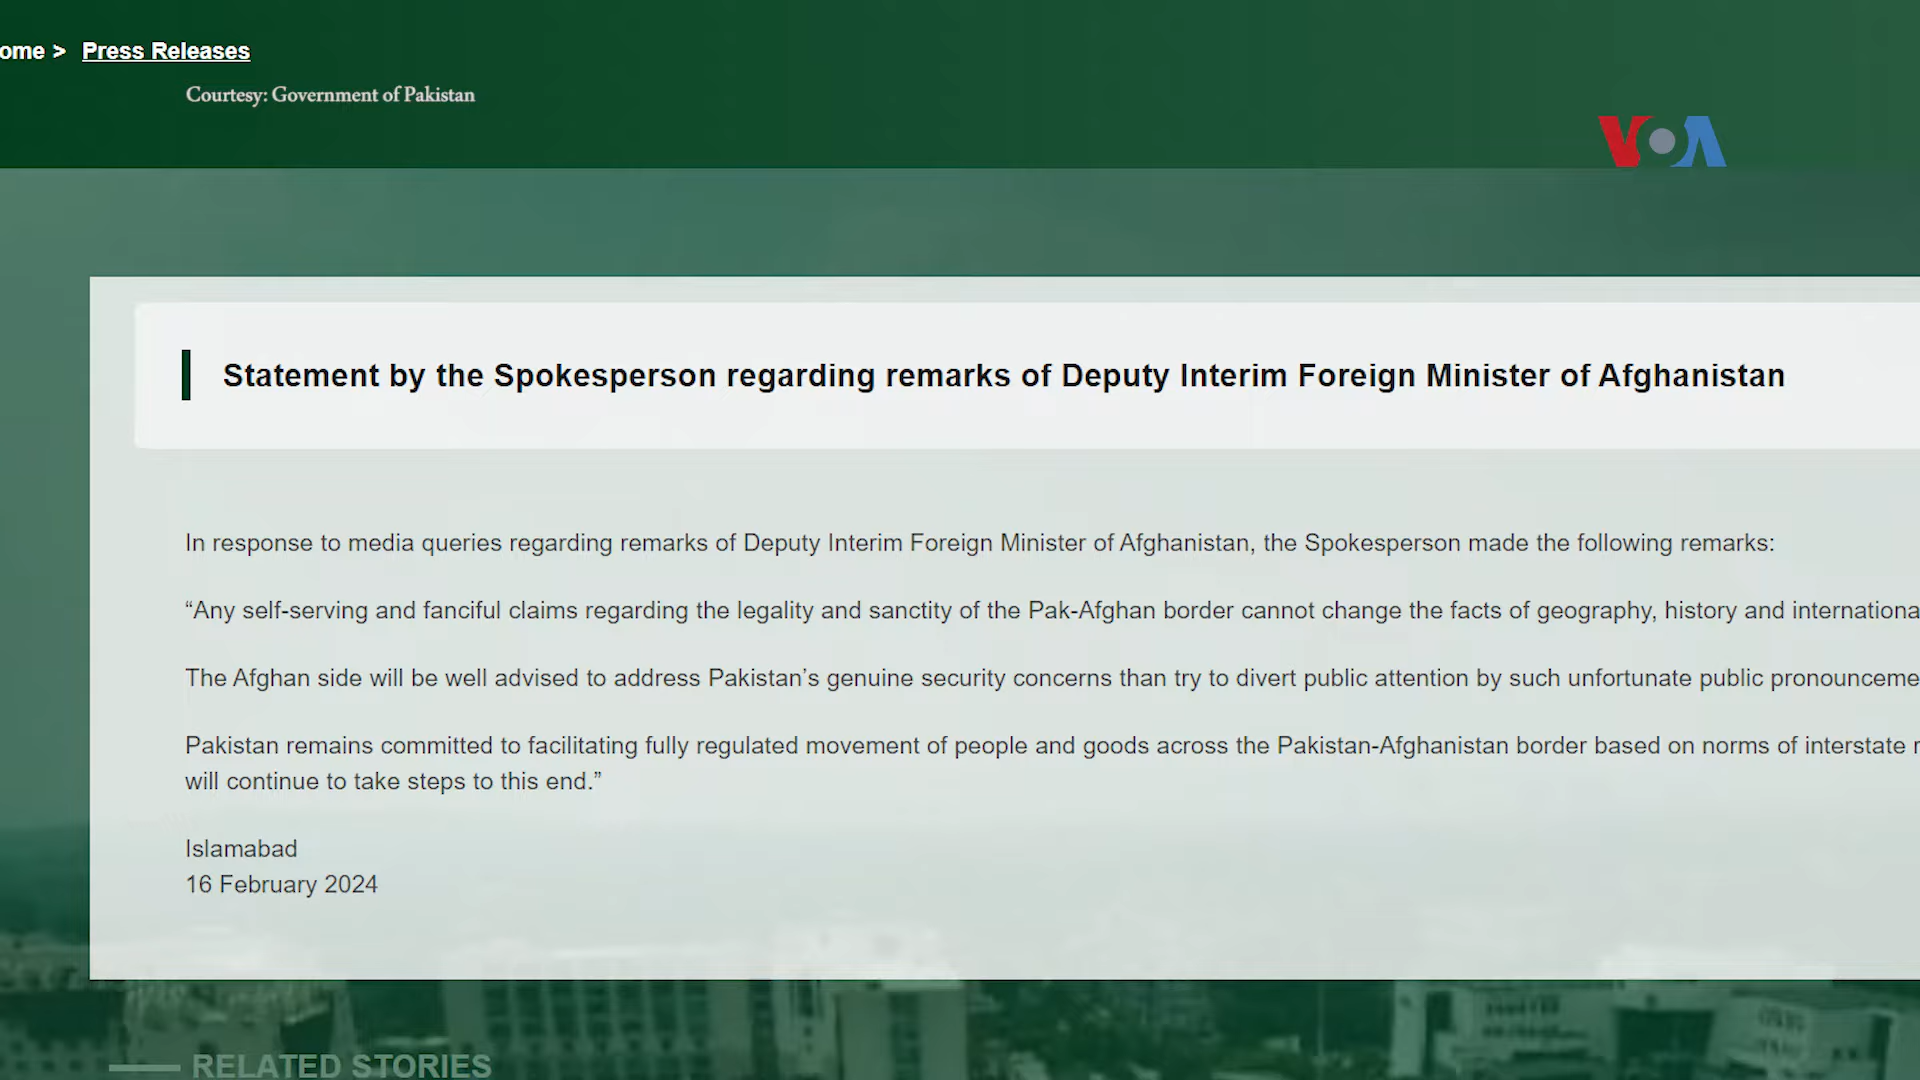 ome > Press Releases
Courtesy: Government of Pakistan
VOA
Statement by the Spokesperson regarding remarks of Deputy Interim Foreign Minister of Afghanistan
In response to media queries regarding remarks of Deputy Interim Foreign Minister of Afghanistan, the Spokesperson made the following remarks:
“Any self-serving and fanciful claims regarding the legality and sanctity of the Pak-Afghan border cannot change the facts of geography, history and internationa
The Afghan side will be well advised to address Pakistan’s genuine security concerns than try to divert public attention by such unfortunate public pronounceme
Pakistan remains committed to facilitating fully regulated movement of people and goods across the Pakistan-Afghanistan border based on norms of interstate r
will continue to take steps to this end.”
Islamabad
16 February 2024
RELATED STORIES